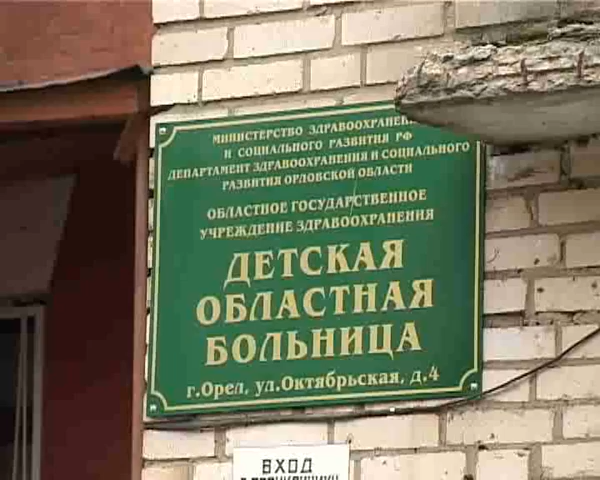 МИНИСТЕРСТВО
И СОЦИАЛЬНОГО РАЗВИТИЯ РФ
ДЕПАРТАМЕНТ ЗДРАВООХРАНЕНИЯ И СОЦИАЛЬНОГО
РАЗВИТИЯ ОРЛОВСКОЙ ОБЛАСТИ
ОБЛАСТНОЕ ГОСУДАРСТВЕННОЕ
УЧРЕЖДЕНИЕ ЗДРАВООХРАНЕНИЯ
ДЕТСКАЯ
ОБЛАСТНАЯ
БОЛЬНИЦА
г.Орел, ул.Октябрьская, д.4
ВХОД